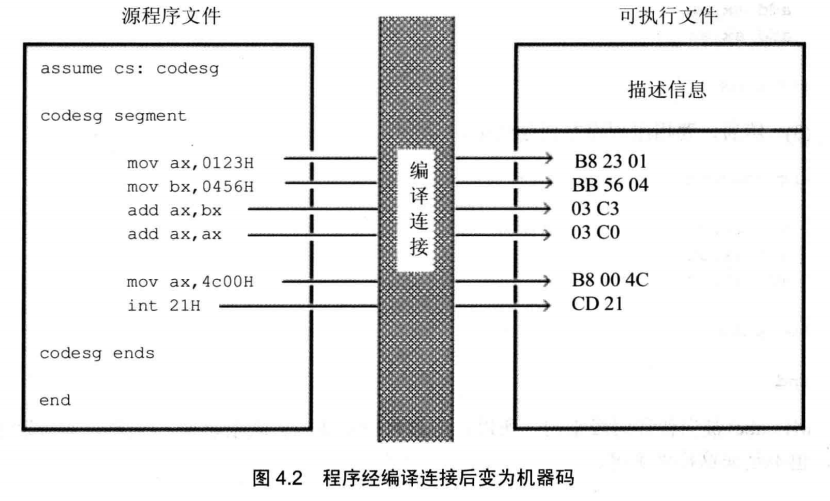 源程序文件
可执行文件
assume cs: codesg
codesg segment
mov ax,0123H
mov bx,0456H
add ax,bx
add ax,ax
mov ax,4c00H
int 21H
codesg ends
end
编译连接
描述信息
B8 23 01
BB 56 04
03 C3
03 C0
B8 00 4C
CD 21
图 4.2 程序经编译连接后变为机器码